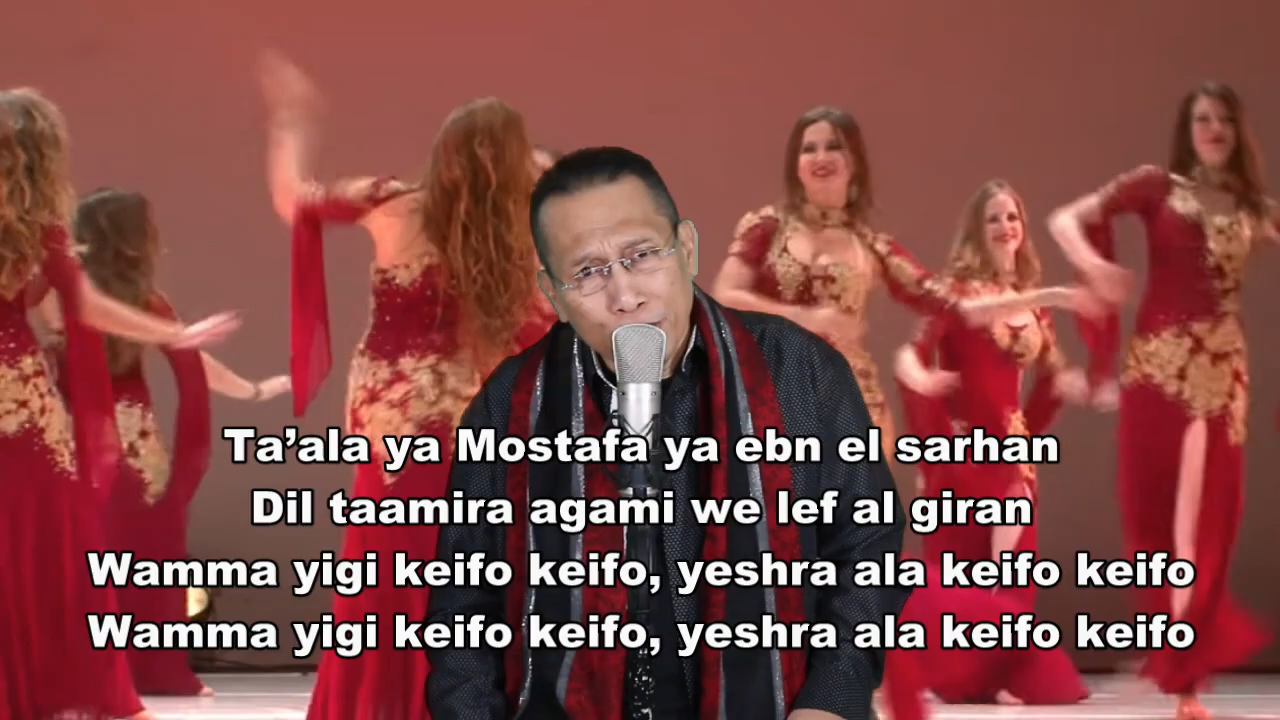 Ta’ala ya Mostafa ya ebn el sarhan
Dil taamira agami we lef al giran
Wamma yigi keifo keifo, yeshra ala keifo keifo
Wamma yigi keifo keifo, yeshra ala keifo keifo